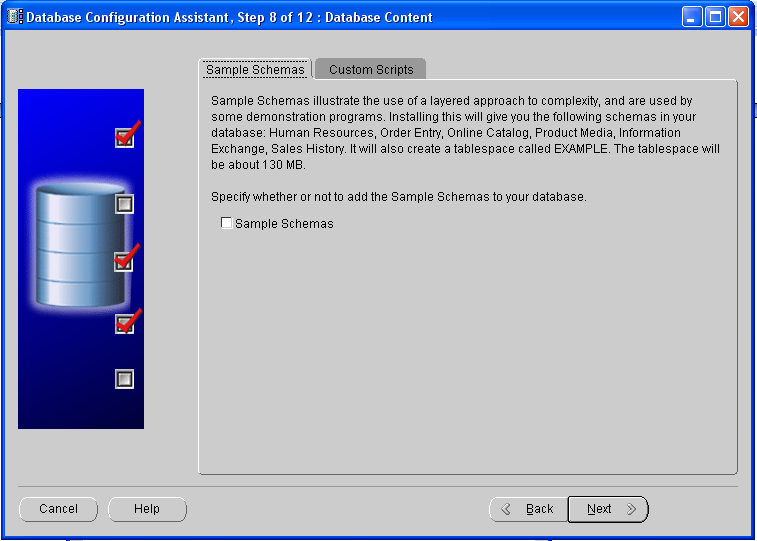 Database Configuration Assistant, Step 8 of 12 : Database Content
Sample Schemas
Custom Scripts
Sample Schemas illustrate the use of a layered approach to complexity, and are used by
some demonstration programs. Installing this will give you the following schemas in your
database: Human Resources, Order Entry, Online Catalog, Product Media, Information
Exchange, Sales History. It will also create a tablespace called EXAMPLE. The tablespace will
be about 130 MB.
Specify whether or not to add the Sample Schemas to your database.
Sample Schemas
Cancel
Help
Back
Next